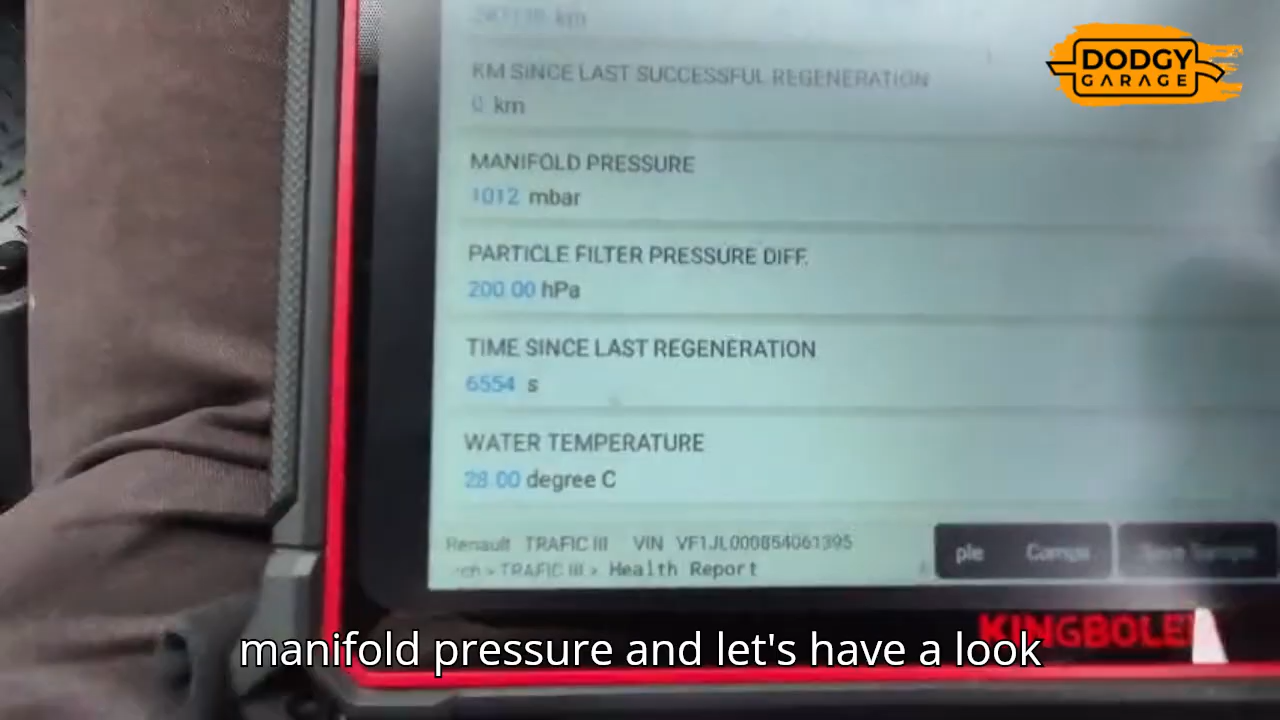 km
KM SINCE LAST SUCCESSFUL REGENERATION
0 km
MANIFOLD PRESSURE
1012 mbar
PARTICLE FILTER PRESSURE DIFF.
200.00 hPa
TIME SINCE LAST REGENERATION
6554 s
WATER TEMPERATURE
28.00 degree C
Renault TRAFIC III VIN VF1JL000854061395
TRAFIC III > Health Report
ple
DODGY
GARAGE
KINGBOLEN
manifold pressure and let's have a look